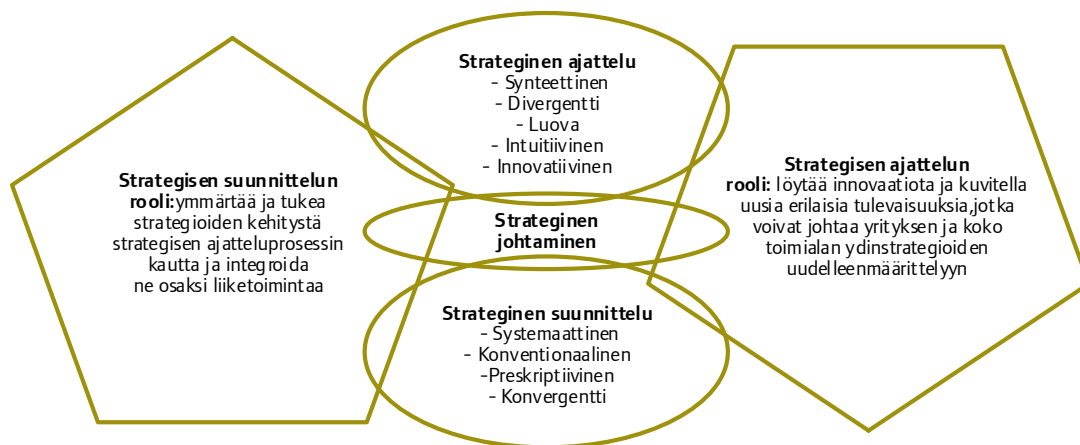 Strateginen ajattelu
- Synteettinen
- Divergentti
- Luova
- Intuitiivinen
- Innovatiivinen
Strategisen suunnittelun
rooli:ymmärtää ja tukea
strategioiden kehitystä
strategisen ajatteluprosessin
kautta ja integroida
ne osaksi liiketoimintaa
Strateginen
johtaminen
Strategisen ajattelun
rooli: löytää innovaatiota ja kuvitella
uusia erilaisia tulevaisuuksia,jotka
voivat johtaa yrityksen ja koko
toimialan ydinstrategioiden
uudelleenmäärittelyyn
Strateginen suunnittelu
- Systemaattinen
- Konventionaalinen
-Preskriptiivinen
- Konvergentti